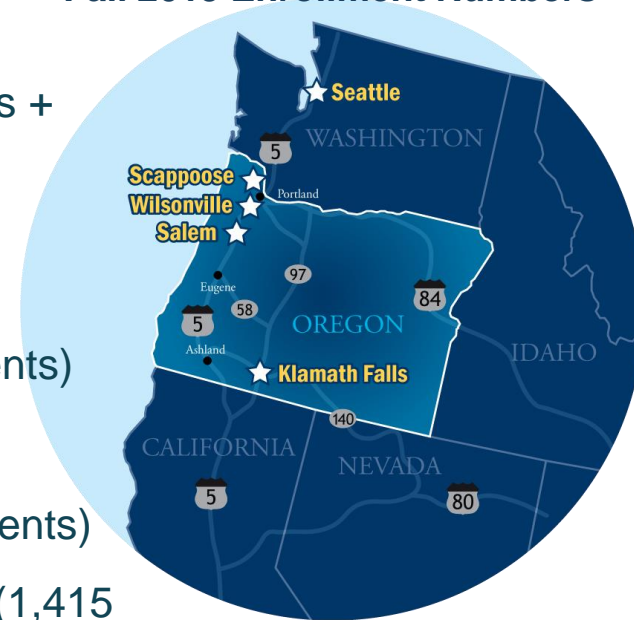 s +
Seattle
WASHINGTON
5
Scappoose
Portland
Wilsonville
Salem
97
Eugene
84
58
5
OREGON
Ashland
IDAHO
ents)
Klamath Falls
140
CALIFORNIA
NEVADA
5
80
ents)
(1,415